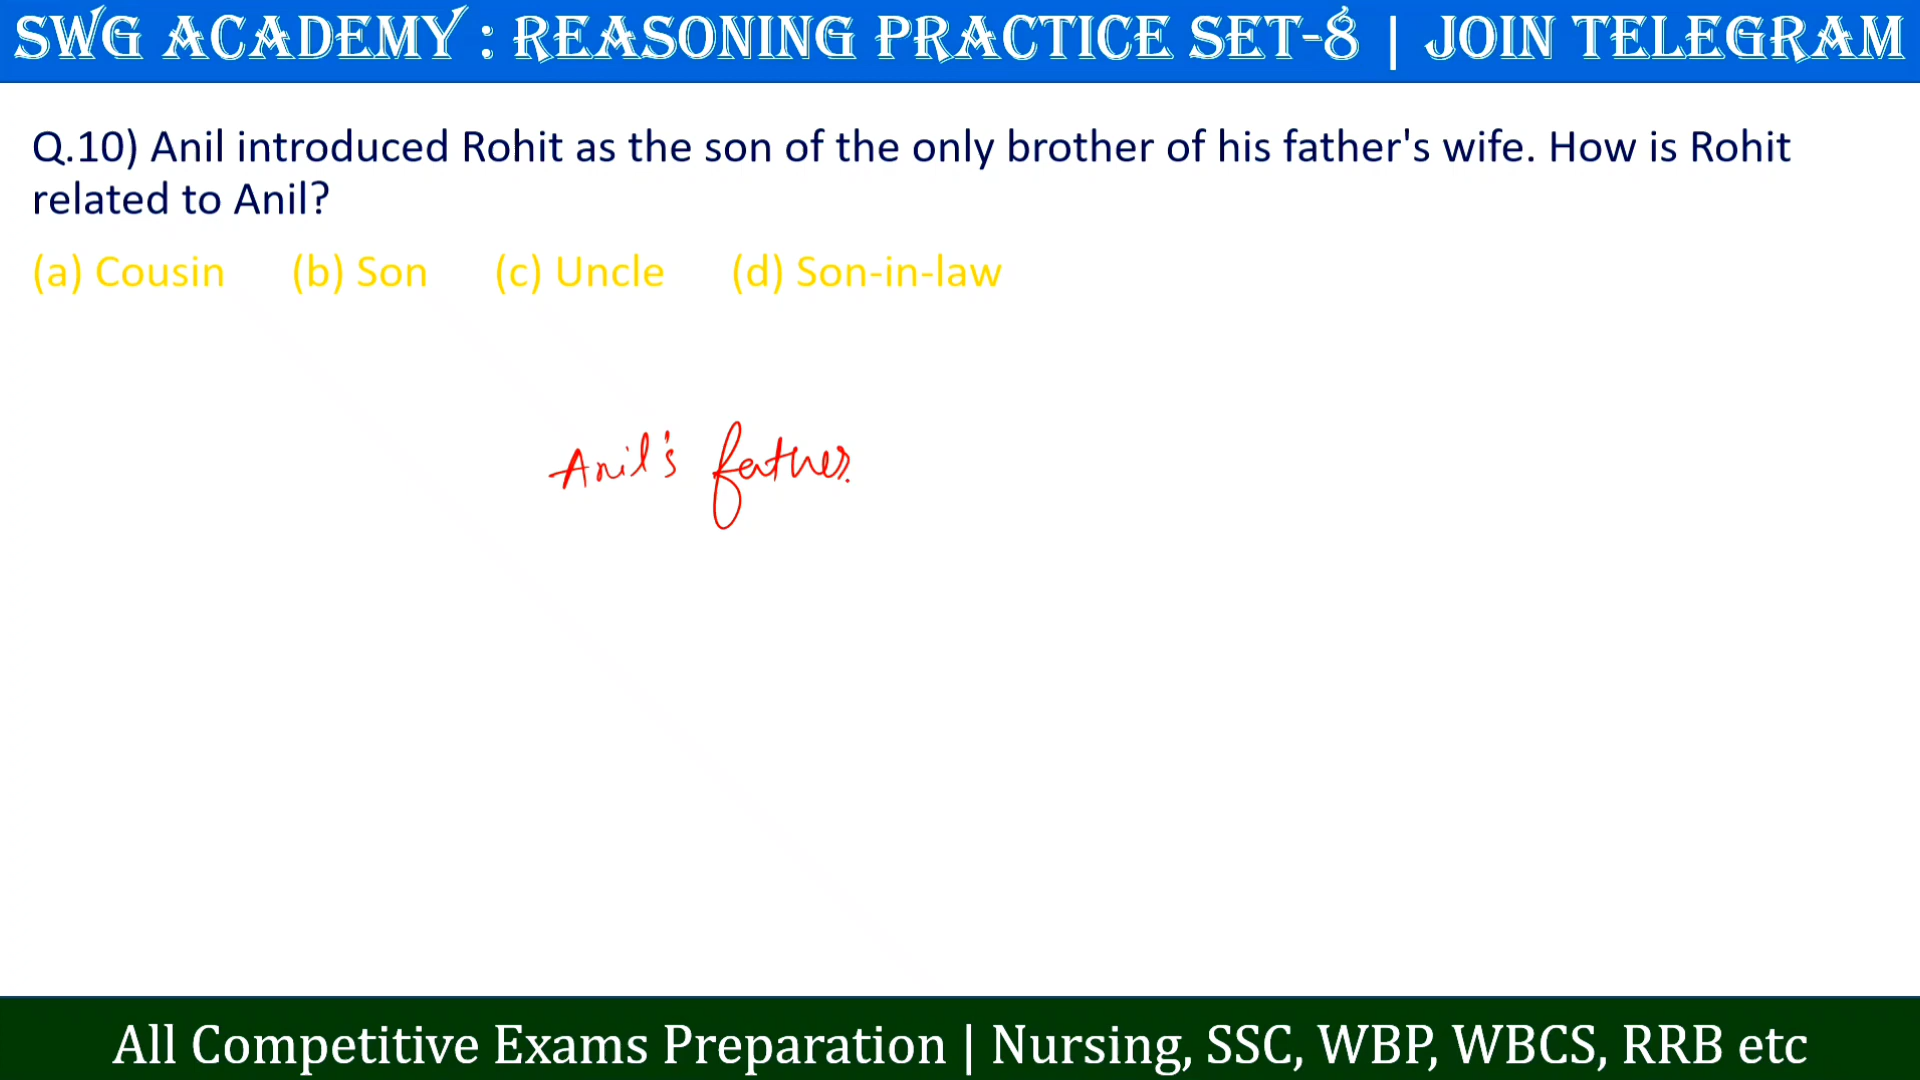 SWG ACADEMY : REASONING PRACTICE SET-8 | JOIN TELEGRAM
Q.10) Anil introduced Rohit as the son of the only brother of his father's wife. How is Rohit
related to Anil?
(a) Cousin (b) Son (c) Uncle (d) Son-in-law
Anil's father
All Competitive Exams Preparation | Nursing, SSC, WBP, WBCS, RRB etc